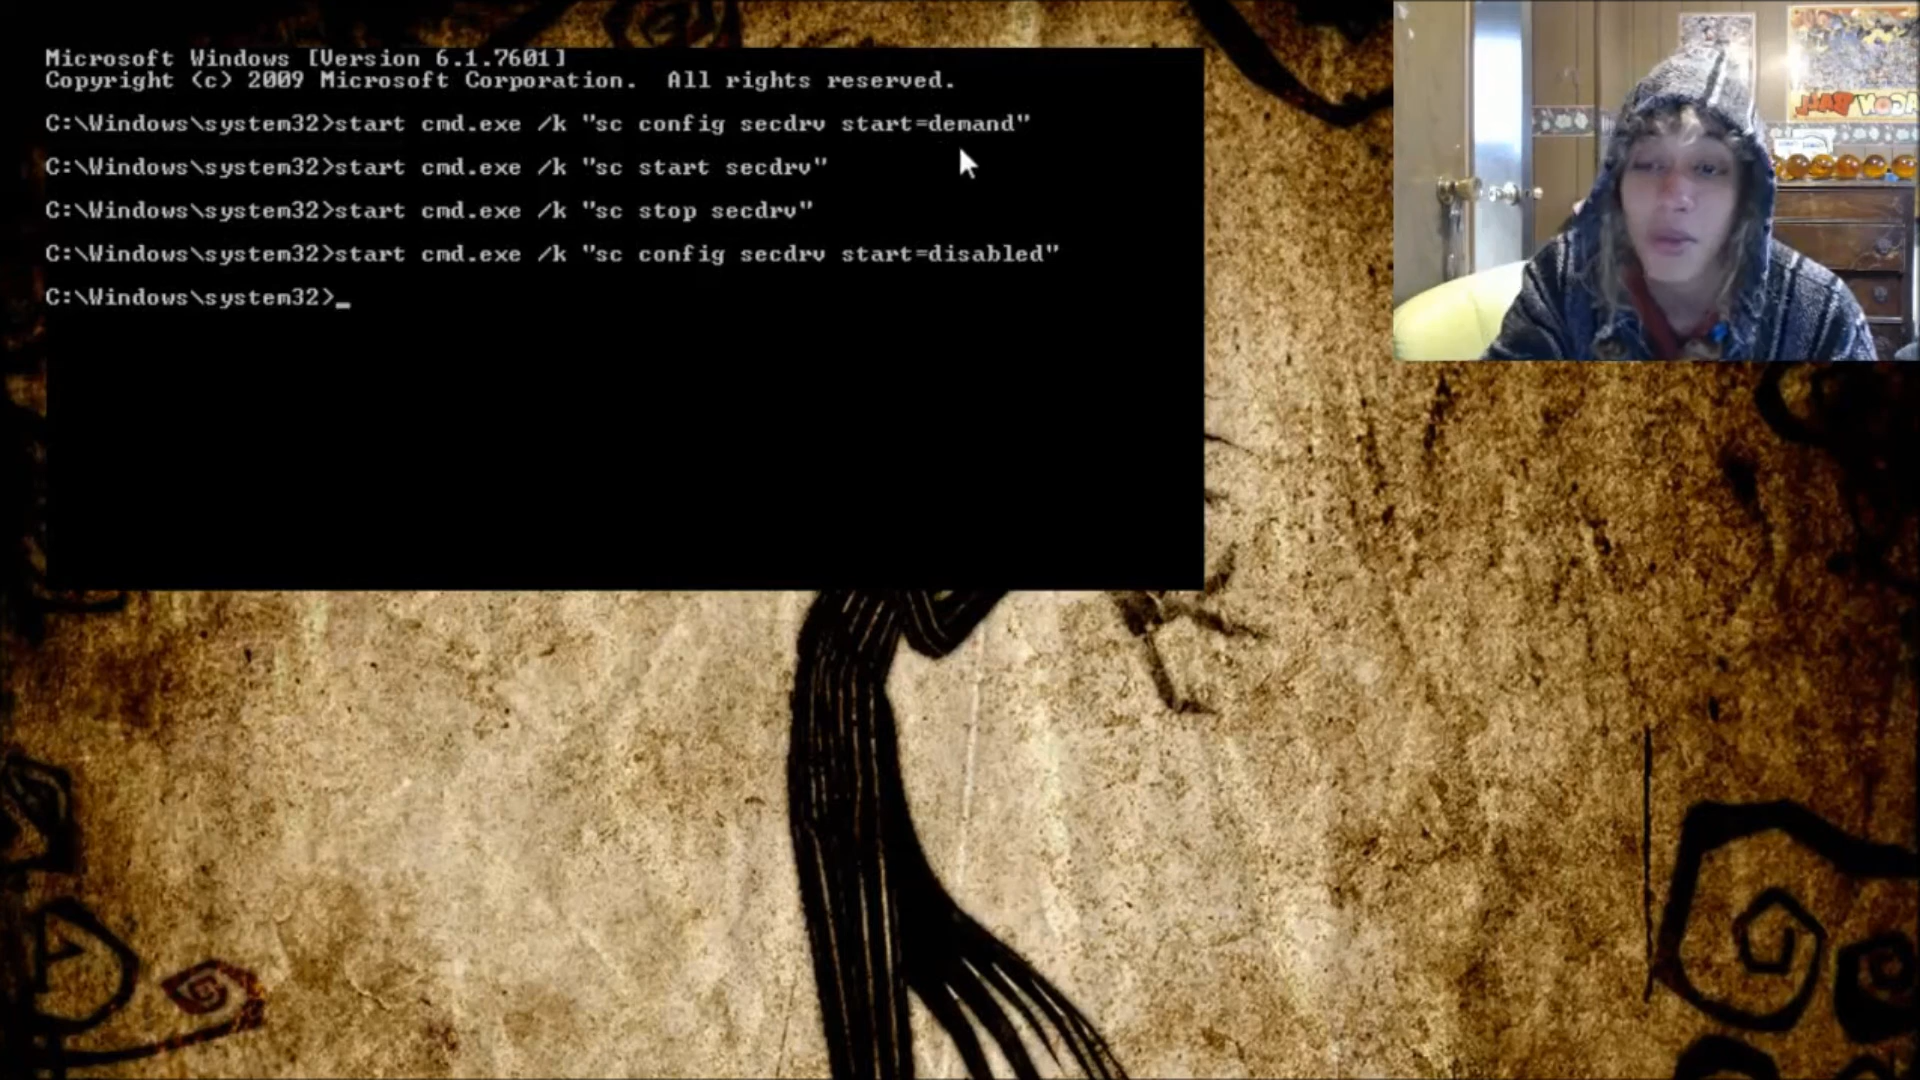 Microsoft Windows [Version 6.1.7601]
Copyright (c) 2009 Microsoft Corporation.  All rights reserved.
C:\Windows\system32>start cmd.exe /k "sc config secdrv start=demand"
C:\Windows\system32>start cmd.exe /k "sc start secdrv"
C:\Windows\system32>start cmd.exe /k "sc stop secdrv"
C:\Windows\system32>start cmd.exe /k "sc config secdrv start=disabled"
C:\Windows\system32>_